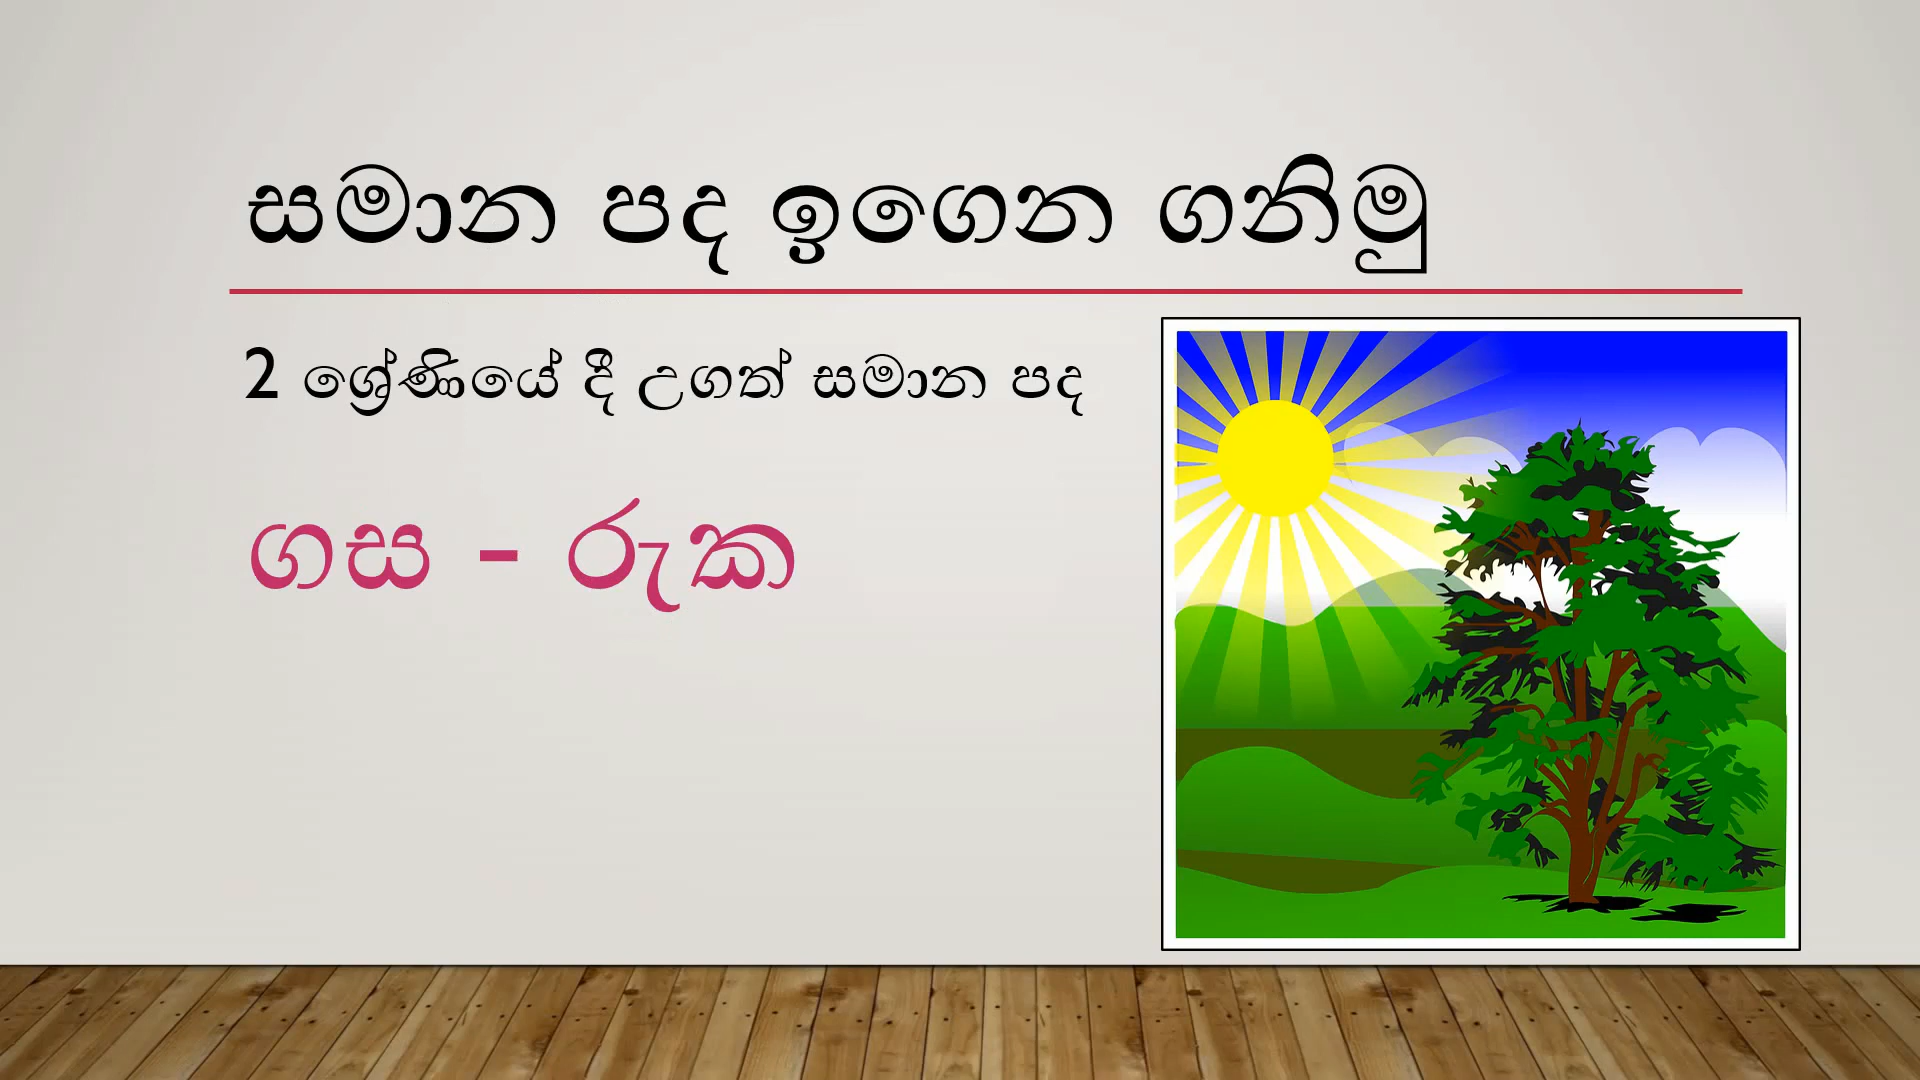 සමාන පද ඉගෙන ගනිමු
2 ශ්‍රේණියේ දී උගත් සමාන පද
ගස - රුක